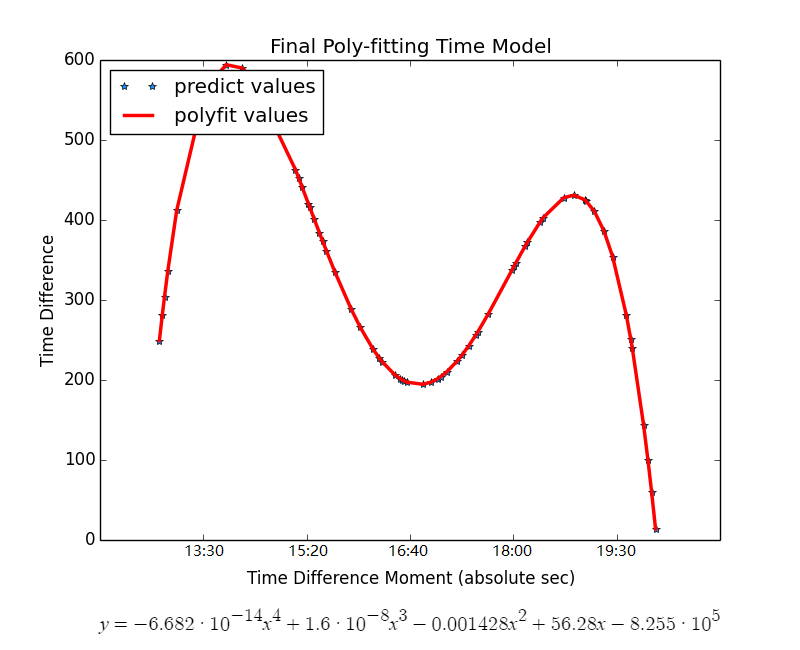 Final Poly-fitting Time Model
600
predict values
polyfit values
500
400
300
200
100
0
Time Difference
13:30 15:20 16:40 18:00 19:30
Time Difference Moment (absolute sec)
y = −6.682 · 10^−14 x^4 + 1.6 · 10^−8 x^3 − 0.001428x^2 + 56.28x − 8.255 · 10^5